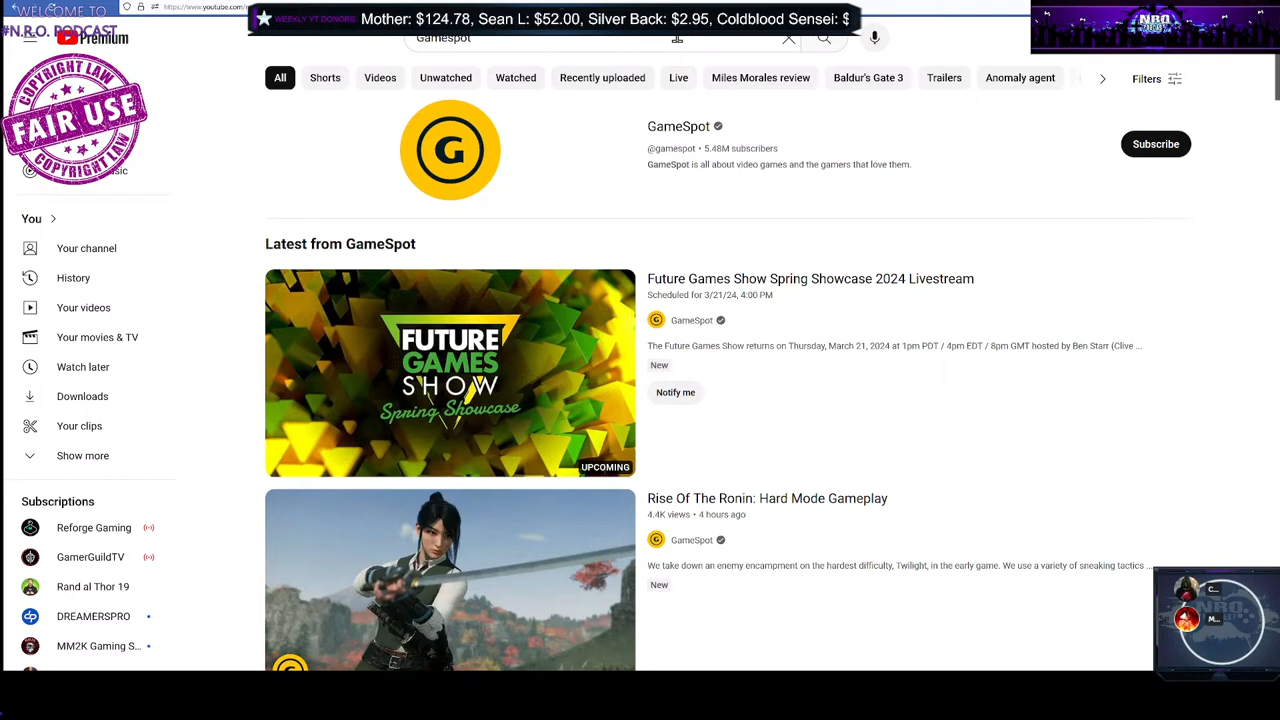 WELCOME TO
#N.R.O. PODCAST
https://www.youtube.com/
WEEKLY YT DONORS Mother: $124.78, Sean L: $52.00, Silver Back: $2.95, Coldblood Sensei: $
N.R.O.
Premium
Gamespot
COPYRIGHT LAW
FAIR USE
COPYRIGHT LAW
All
Shorts
Videos
Unwatched
Watched
Recently uploaded
Live
Miles Morales review
Baldur's Gate 3
Trailers
Anomaly agent
Filters
G
GameSpot
@gamespot • 5.48M subscribers
GameSpot is all about video games and the gamers that love them.
Subscribe
You
Your channel
History
Your videos
Your movies & TV
Watch later
Downloads
Your clips
Show more
Subscriptions
Reforge Gaming
GamerGuildTV
Rand al Thor 19
DREAMERSPRO
MM2K Gaming S...
Latest from GameSpot
FUTURE
GAMES
SHOW
Spring Showcase
UPCOMING
Future Games Show Spring Showcase 2024 Livestream
Scheduled for 3/21/24, 4:00 PM
GameSpot
The Future Games Show returns on Thursday, March 21, 2024 at 1pm PDT / 4pm EDT / 8pm GMT hosted by Ben Starr (Clive ...
New
Notify me
Rise Of The Ronin: Hard Mode Gameplay
4.4K views • 4 hours ago
GameSpot
We take down an enemy encampment on the hardest difficulty, Twilight, in the early game. We use a variety of sneaking tactics ...
New
C...
M...